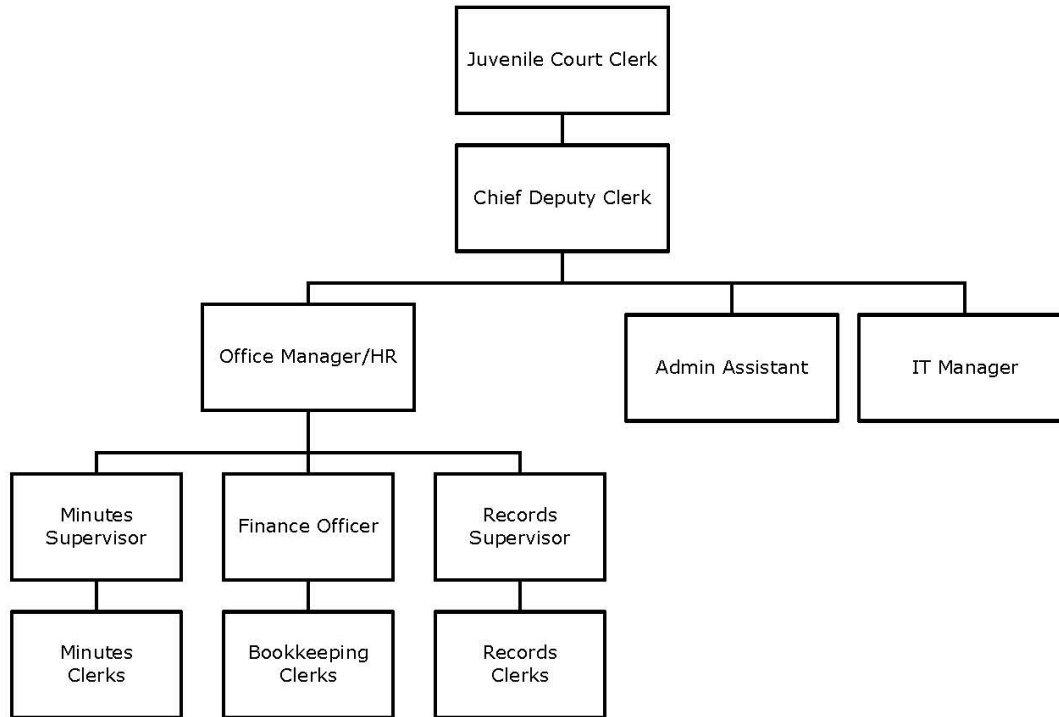 Juvenile Court Clerk
Chief Deputy Clerk
Office Manager/HR
Admin Assistant
IT Manager
Minutes
Supervisor
Finance Officer
Records
Supervisor
Minutes
Clerks
Bookkeeping
Clerks
Records
Clerks